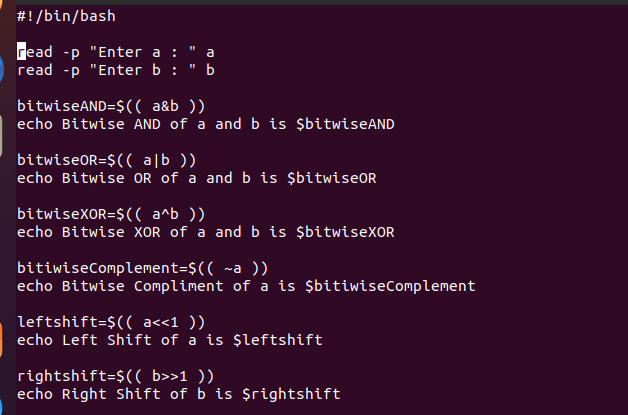 #!/bin/bash
read -p "Enter a : " a
read -p "Enter b : " b
bitwiseAND=$(( a&b ))
echo Bitwise AND of a and b is $bitwiseAND
bitwiseOR=$(( a|b ))
echo Bitwise OR of a and b is $bitwiseOR
bitwiseXOR=$(( a^b ))
echo Bitwise XOR of a and b is $bitwiseXOR
bitiwiseComplement=$(( ~a ))
echo Bitwise Compliment of a is $bitiwiseComplement
leftshift=$(( a<<1 ))
echo Left Shift of a is $leftshift
rightshift=$(( b>>1 ))
echo Right Shift of b is $rightshift